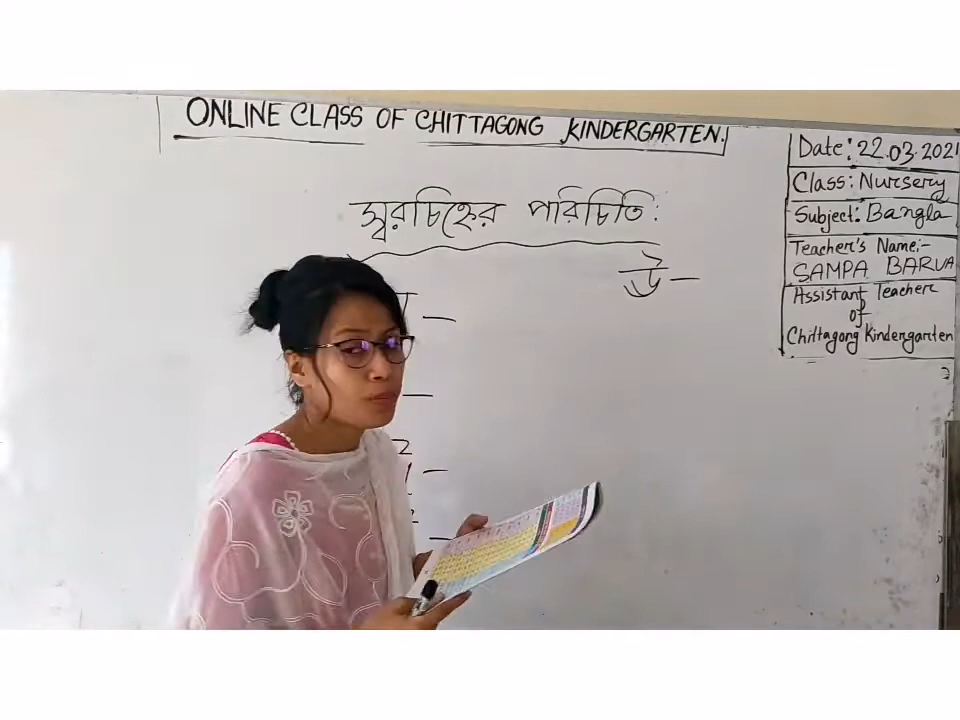 ONLINE CLASS OF CHITTAGONG KINDERGARTEN.
Date: 22.03.2021
Class: Nursery
Subject: Bangla
Teacher's Name:-
SAMPA BARUA
Assistant Teacher
of
Chittagong Kindergarten
স্বরচিহ্নের পরিচিতি:
উ –